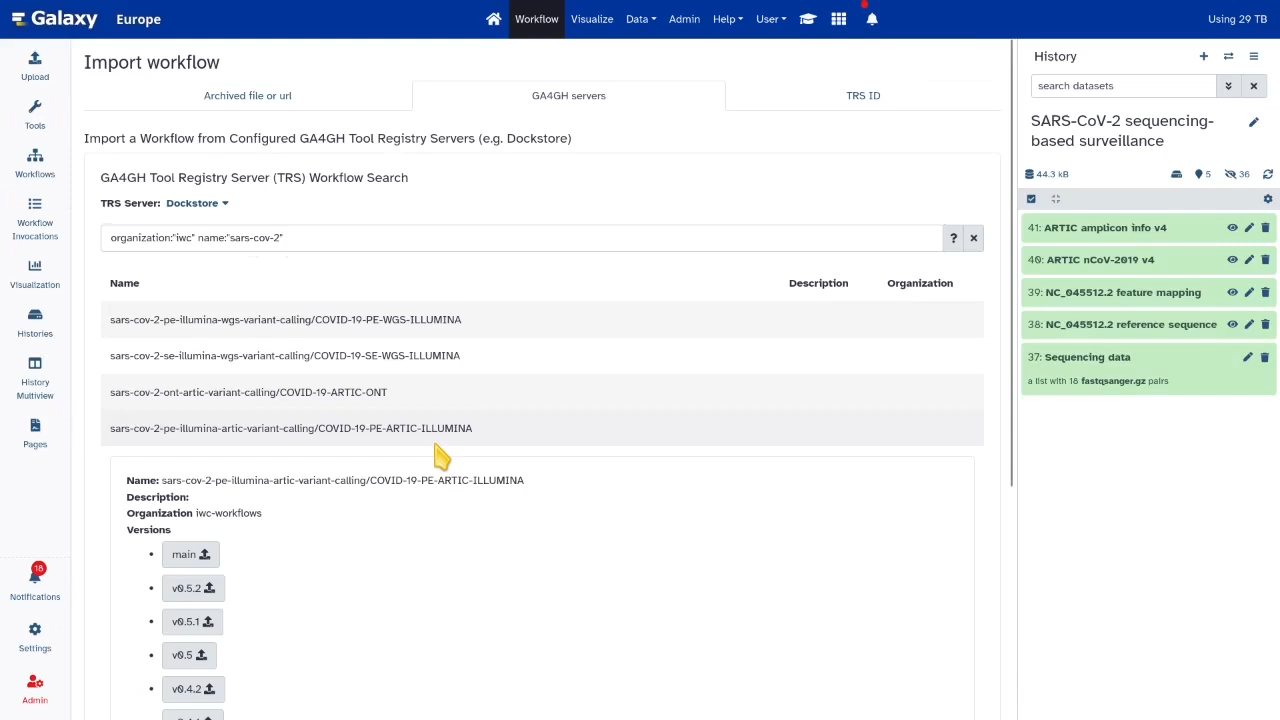 Galaxy Europe Workflow Visualize Data Admin Help User Using 29 TB
Upload
Tools
Workflows
Workflow
Invocations
Visualization
Histories
History
Multiview
Pages
18
Notifications
Settings
Admin
Import workflow
Archived file or url GA4GH servers TRS ID
Import a Workflow from Configured GA4GH Tool Registry Servers (e.g. Dockstore)
GA4GH Tool Registry Server (TRS) Workflow Search
TRS Server: Dockstore
organization:"iwc" name:"sars-cov-2" ?
Name Description Organization
sars-cov-2-pe-illumina-wgs-variant-calling/COVID-19-PE-WGS-ILLUMINA
sars-cov-2-se-illumina-wgs-variant-calling/COVID-19-SE-WGS-ILLUMINA
sars-cov-2-ont-artic-variant-calling/COVID-19-ARTIC-ONT
sars-cov-2-pe-illumina-artic-variant-calling/COVID-19-PE-ARTIC-ILLUMINA
Name: sars-cov-2-pe-illumina-artic-variant-calling/COVID-19-PE-ARTIC-ILLUMINA
Description:
Organization iwc-workflows
Versions
main
v0.5.2
v0.5.1
v0.5
v0.4.2
History
search datasets
SARS-CoV-2 sequencing-
based surveillance
44.3 kB 5 36
41: ARTIC amplicon info v4
40: ARTIC nCoV-2019 v4
39: NC_045512.2 feature mapping
38: NC_045512.2 reference sequence
37: Sequencing data
a list with 18 fastqsanger.gz pairs